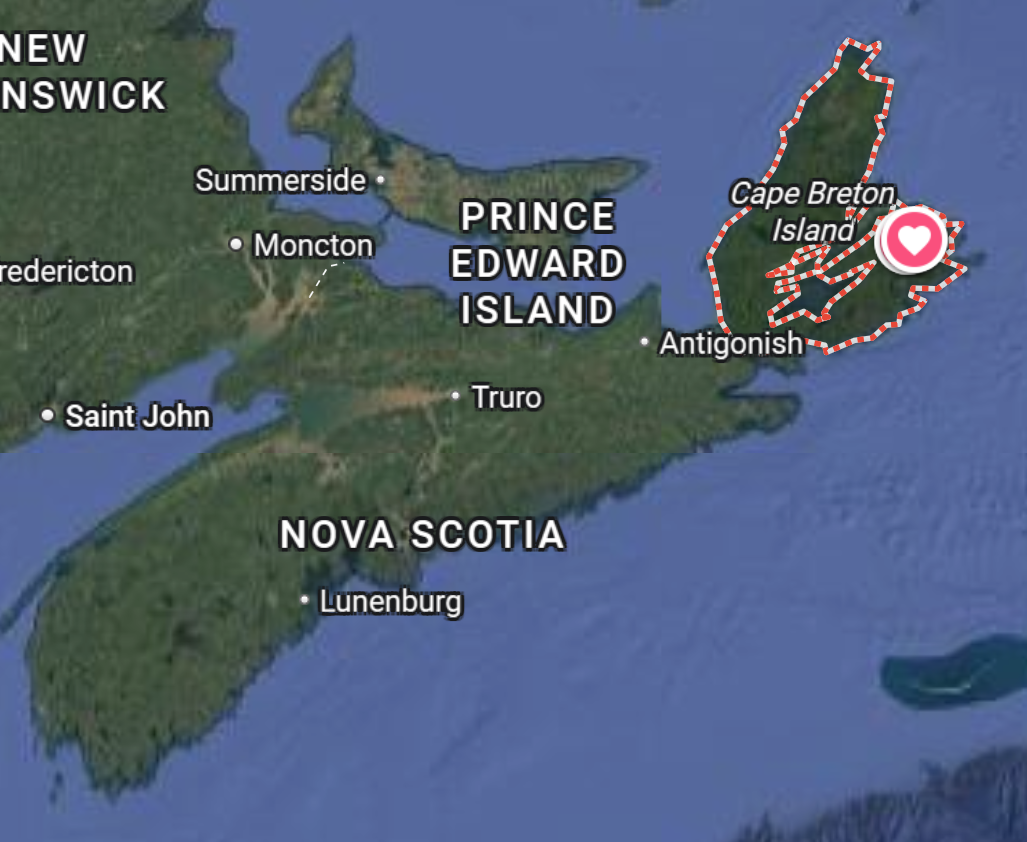 NEW
NSWICK
Summerside
Cape Breton
Island
PRINCE
EDWARD
ISLAND
Moncton
redericton
Antigonish
Truro
Saint John
NOVA SCOTIA
Lunenburg